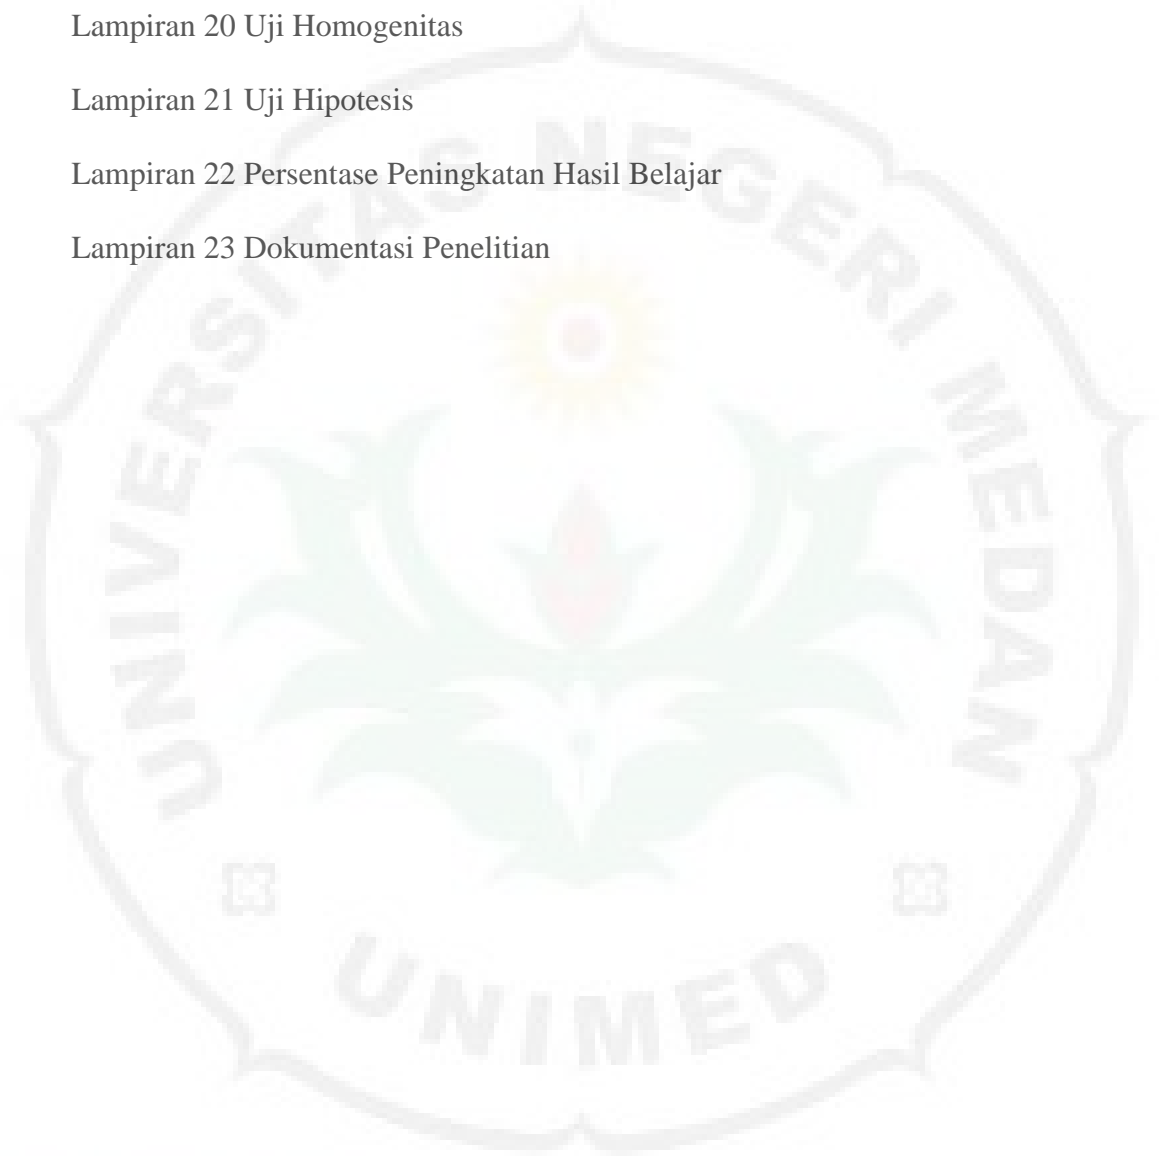 Lampiran 20 Uji Homogenitas
Lampiran 21 Uji Hipotesis
Lampiran 22 Persentase Peningkatan Hasil Belajar
Lampiran 23 Dokumentasi Penelitian
UNIVERSITAS NEGERI MEDAN
UNIMED